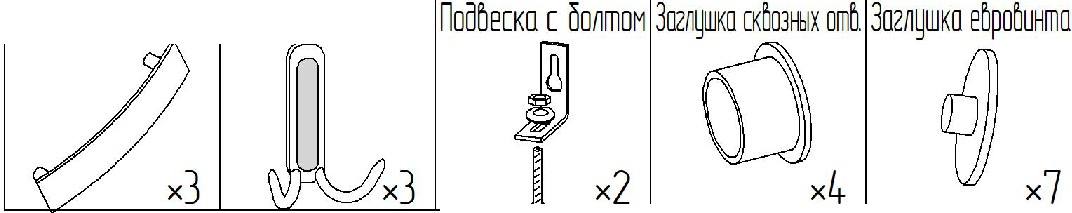 Подвеска с болтом
Заглушка сквозных отв.
Заглушка евровинта
×3
×3
×2
×4
×7